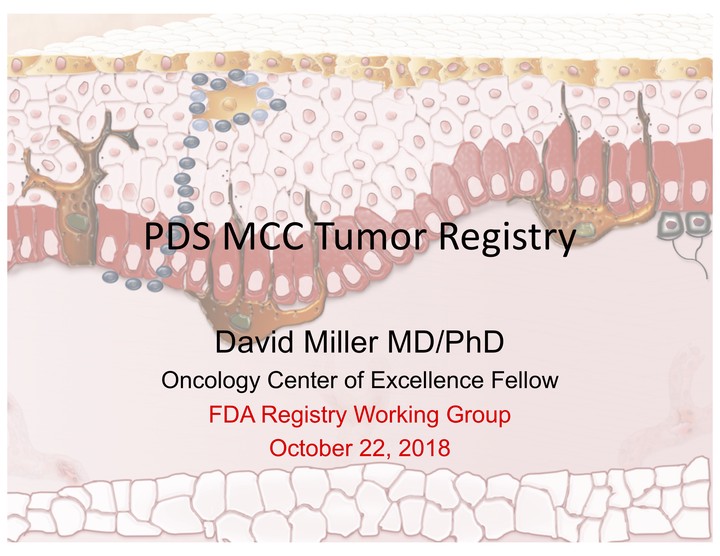 PDS MCC Tumor Registry
David Miller MD/PhD
Oncology Center of Excellence Fellow
FDA Registry Working Group
October 22, 2018